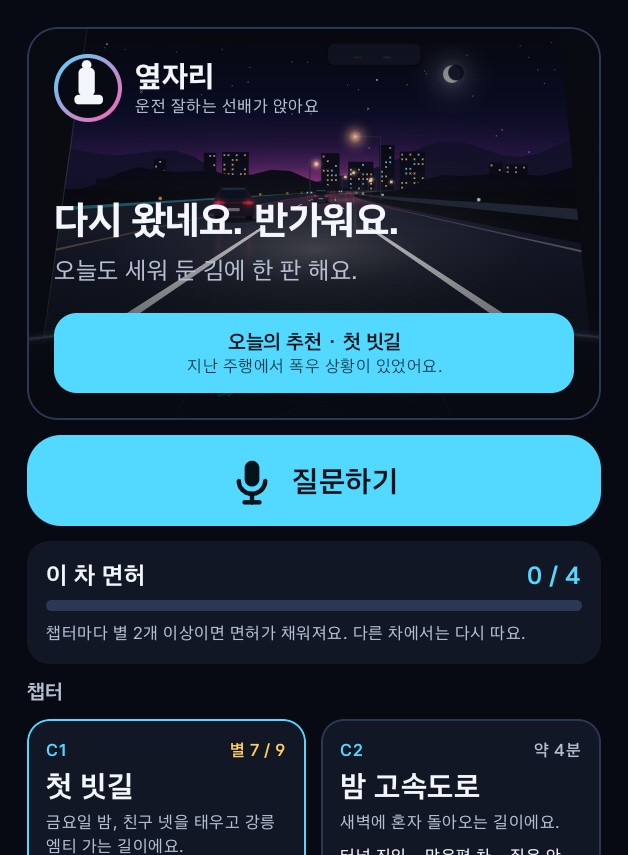 옆자리
운전 잘하는 선배가 앉아요
다시 왔네요. 반가워요.
오늘도 세워 둔 김에 한 판 해요.
오늘의 추천 · 첫 빗길
지난 주행에서 폭우 상황이 있었어요.
질문하기
이 차 면허
0 / 4
챕터마다 별 2개 이상이면 면허가 채워져요. 다른 차에서는 다시 따요.
챕터
C1
별 7 / 9
첫 빗길
금요일 밤, 친구 넷을 태우고 강릉
엠티 가는 길이에요.
C2
약 4분
밤 고속도로
새벽에 혼자 돌아오는 길이에요.